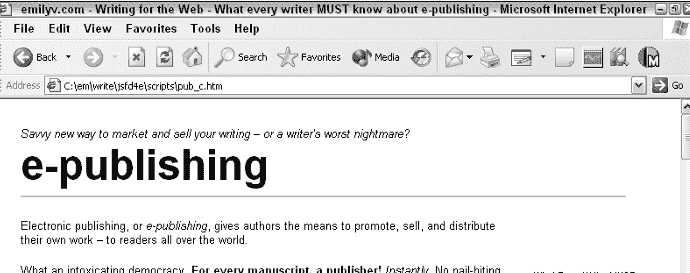 emilyv.com - Writing for the Web - What every writer MUST know about e-publishing - Microsoft Internet Explorer
File Edit View Favorites Tools Help
Back Search Favorites Media
Address C:\em\write\jsfd4e\scripts\pub_c.htm Go
Savvy new way to market and sell your writing – or a writer's worst nightmare?
e-publishing
Electronic publishing, or e-publishing, gives authors the means to promote, sell, and distribute
their own work – to readers all over the world.
What an intoxicating democracy. For every manuscript, a publisher! Instantly. No nail-biting